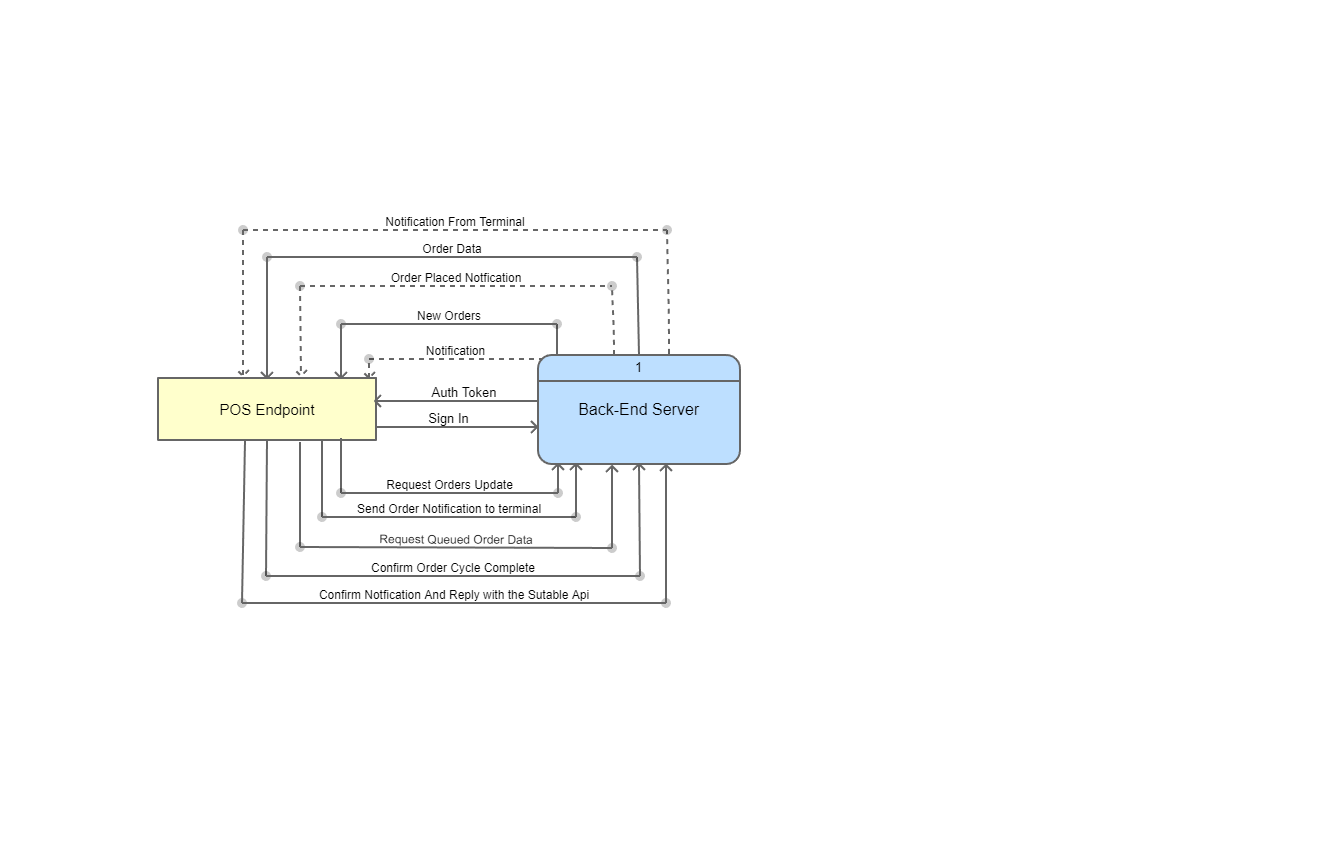 Notification From Terminal
Order Data
Order Placed Notfication
New Orders
Notification
1
Auth Token
POS Endpoint
Back-End Server
Sign In
Request Orders Update
Send Order Notification to terminal
Request Queued Order Data
Confirm Order Cycle Complete
Confirm Notfication And Reply with the Sutable Api